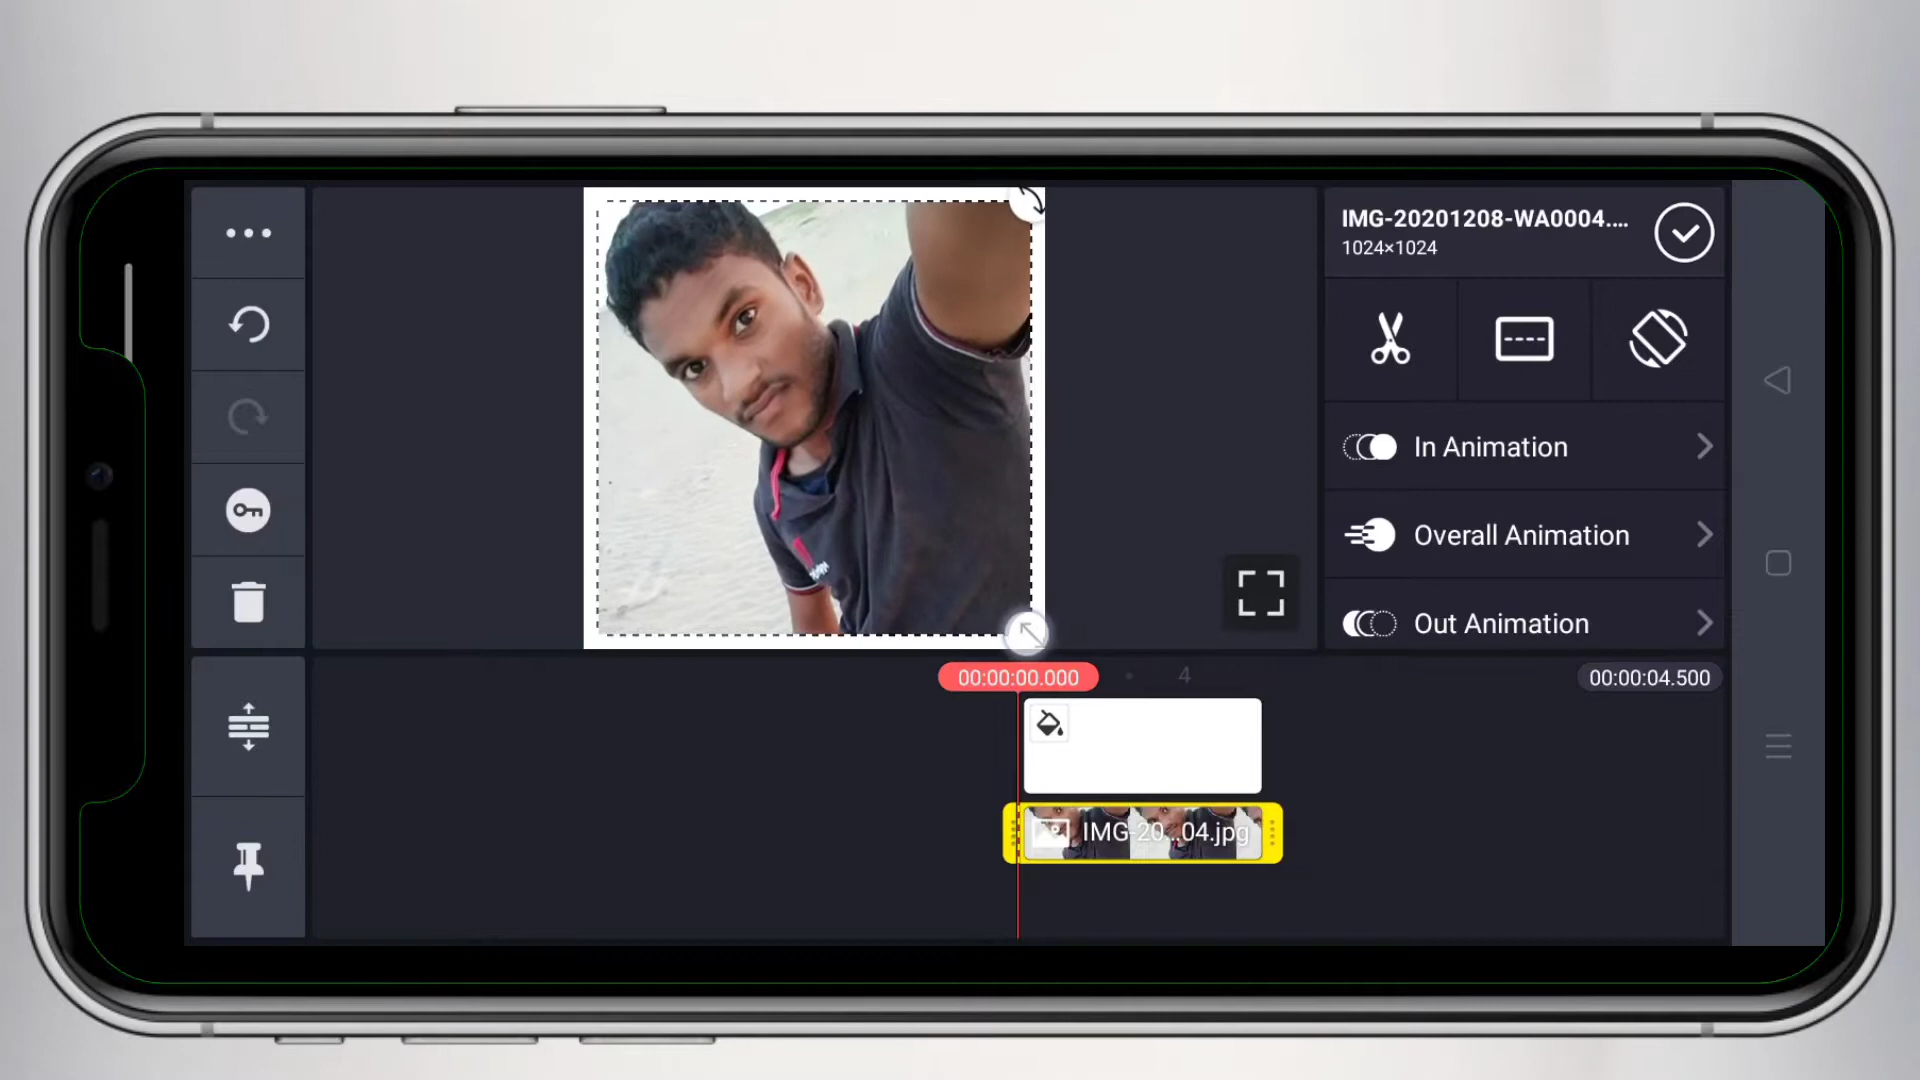 IMG-20201208-WA0004....
1024×1024
In Animation
Overall Animation
Out Animation
00:00:00.000
4
00:00:04.500
IMG-20...04.jpg